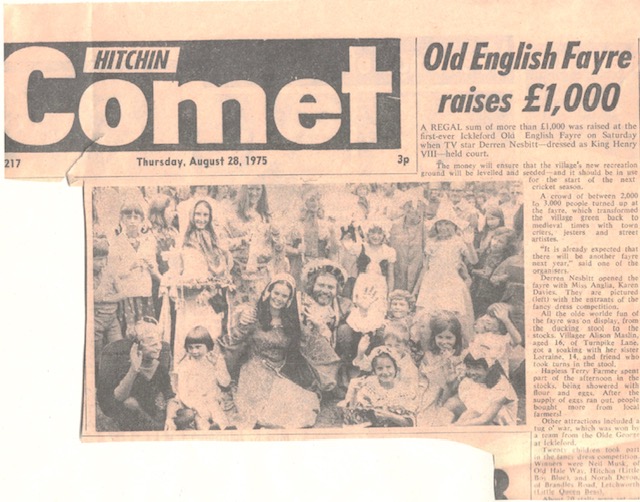 HITCHIN
Comet
217
Thursday, August 28, 1975
3p
Old English Fayre
raises £1,000
A REGAL sum of more than £1,000 was raised at the
first-ever Ickleford Old English Fayre on Saturday
when TV star Derren Nesbitt—dressed as King Henry
VIII—held court.
The money will ensure that the village's new recreation
ground will be levelled and seeded—and it should be in use
for the start of the next
cricket season.
A crowd of between 2,000
to 3,000 people turned up at
the fayre, which transformed
the village green back to
medieval times with town
criers, jesters and street
artistes.
"It is already expected that
there will be another fayre
next year," said one of the
organisers.
Derren Nesbitt opened the
fayre with Miss Anglia, Karen
Davies. They are pictured
(left) with the entrants of the
fancy dress competition.
All the olde worlde fun of
the fayre was on display, from
the ducking stool to the
stocks. Villager Alison Maslin,
aged 16, of Turnpike Lane,
got a soaking with her sister
Lorraine, 14, and friend who
took turns in the stool.
Hapless Terry Farmer spent
part of the afternoon in the
stocks, being showered with
flour and eggs. After the
supply of eggs ran out, people
bought more from local
farmers!
Other attractions included a
tug o' war, which was won by
a team from the Olde George
at Ickleford.
Twenty children took part
in the fancy dress competition.
Winners were Neil Musk, of
Old Hale Way, Hitchin (Little
Boy Blue), and Norah Derron
of Brandles Road, Letchworth
(Little Queen Bess).